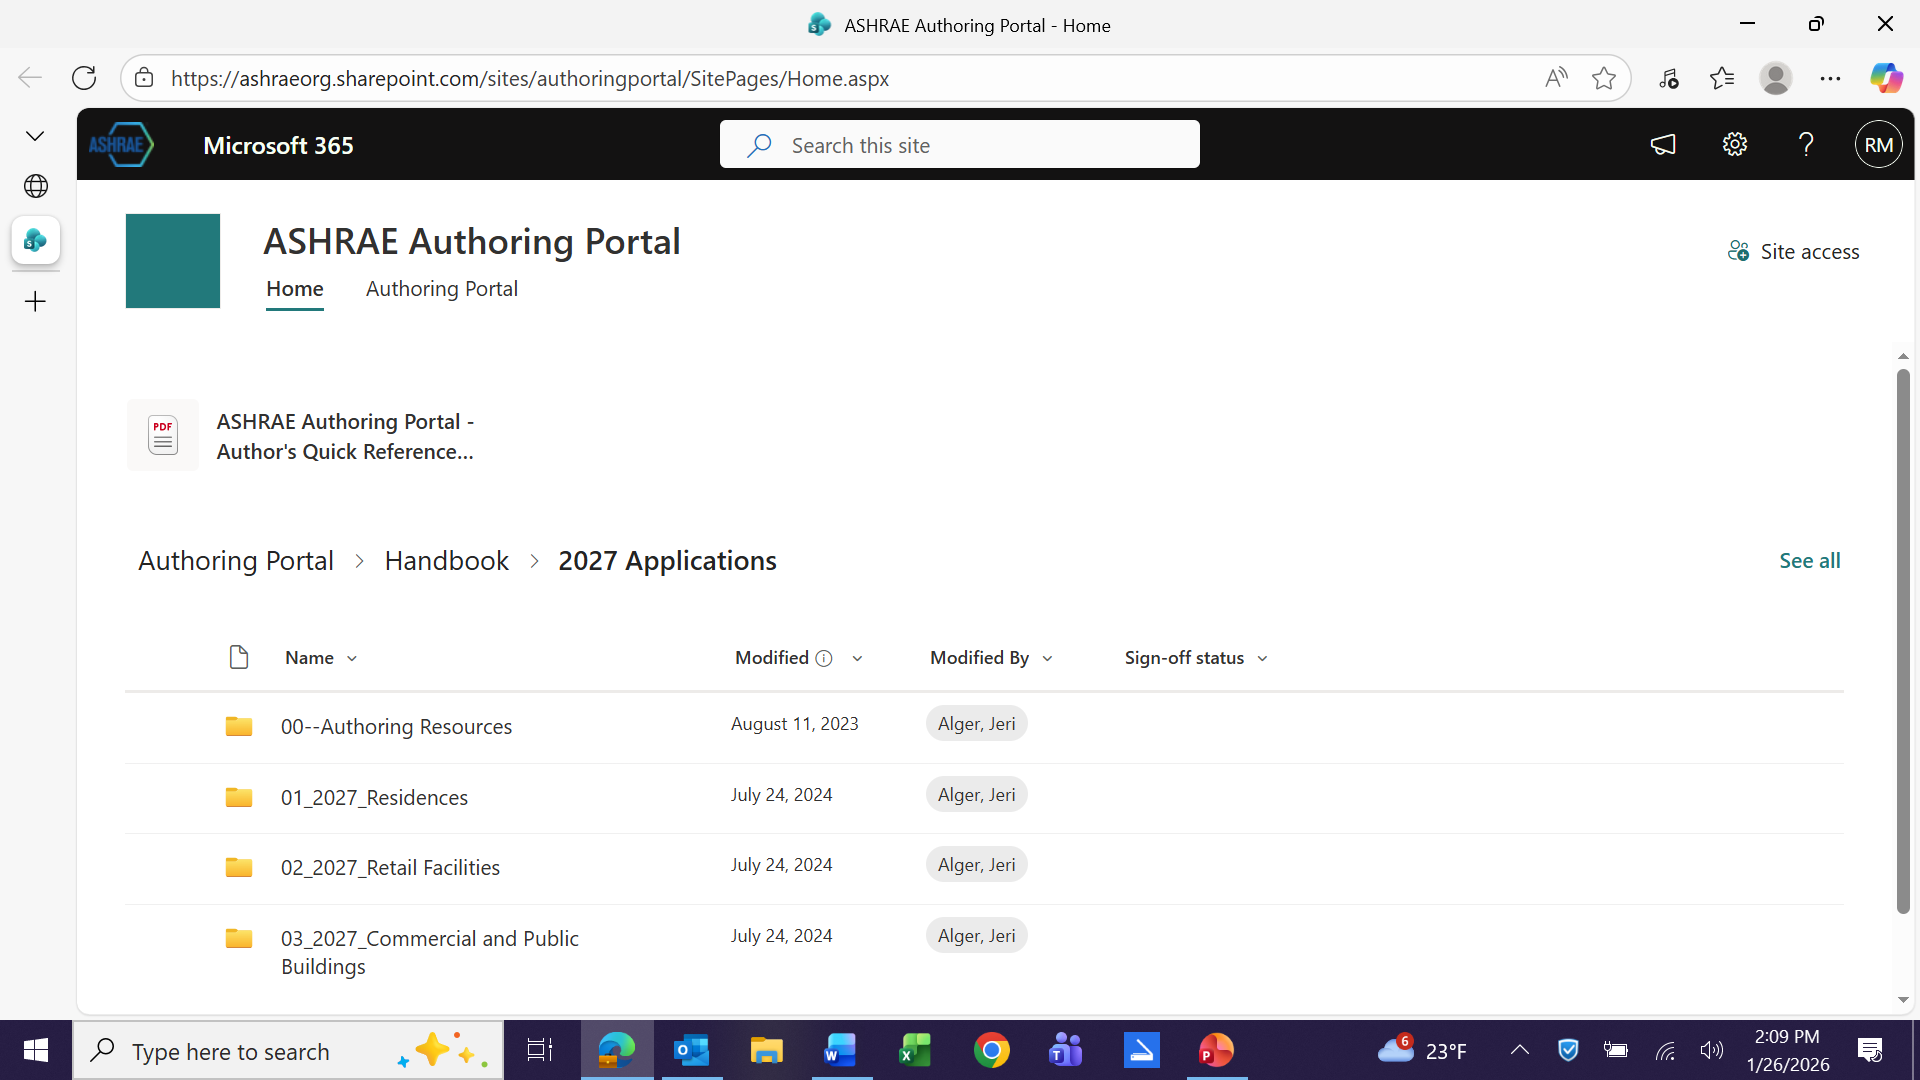 ASHRAE Authoring Portal - Home
https://ashraeorg.sharepoint.com/sites/authoringportal/SitePages/Home.aspx
ASHRAE
Microsoft 365
Search this site
RM
ASHRAE Authoring Portal
Site access
Home
Authoring Portal
PDF
ASHRAE Authoring Portal -
Author's Quick Reference...
Authoring Portal > Handbook > 2027 Applications
See all
Name Modified Modified By Sign-off status
00--Authoring Resources August 11, 2023 Alger, Jeri
01_2027_Residences July 24, 2024 Alger, Jeri
02_2027_Retail Facilities July 24, 2024 Alger, Jeri
03_2027_Commercial and Public July 24, 2024 Alger, Jeri
Buildings
Type here to search
6
23°F
2:09 PM
1/26/2026